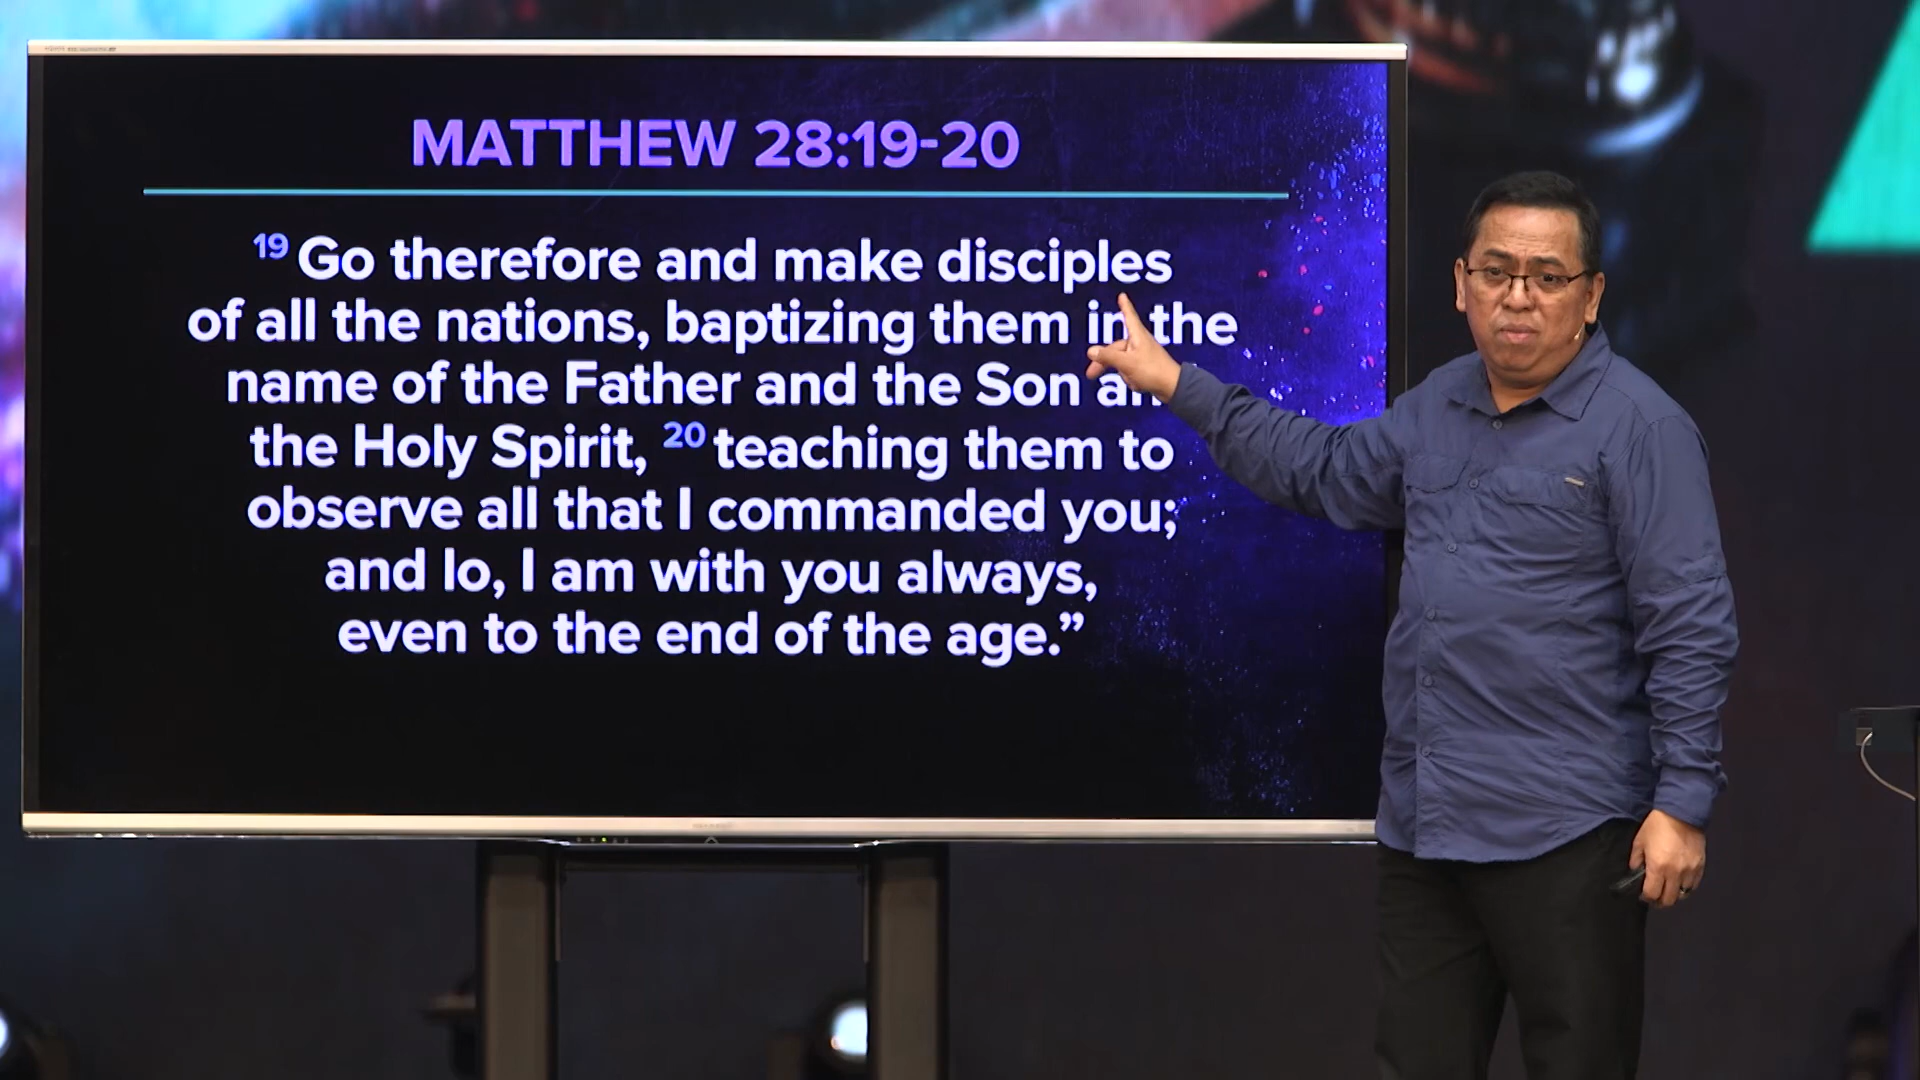 MATTHEW 28:19-20
19 Go therefore and make disciples
of all the nations, baptizing them in the
name of the Father and the Son
the Holy Spirit, 20 teaching them to
observe all that I commanded you;
and lo, I am with you always,
even to the end of the age.”